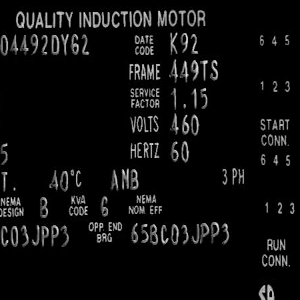 QUALITY INDUCTION MOTOR
04492DY62 DATE CODE K92 6 4 5
FRAME 449TS
SERVICE FACTOR 1.15 1 2 3
VOLTS 460 START CONN.
5 HERTZ 60 6 4 5
T. 40°C AMB 3 PH
NEMA DESIGN B KVA CODE 6 NEMA NOM EFF 1 2 3
C03JPP3 OPP END BRG 65BC03JPP3 RUN CONN.